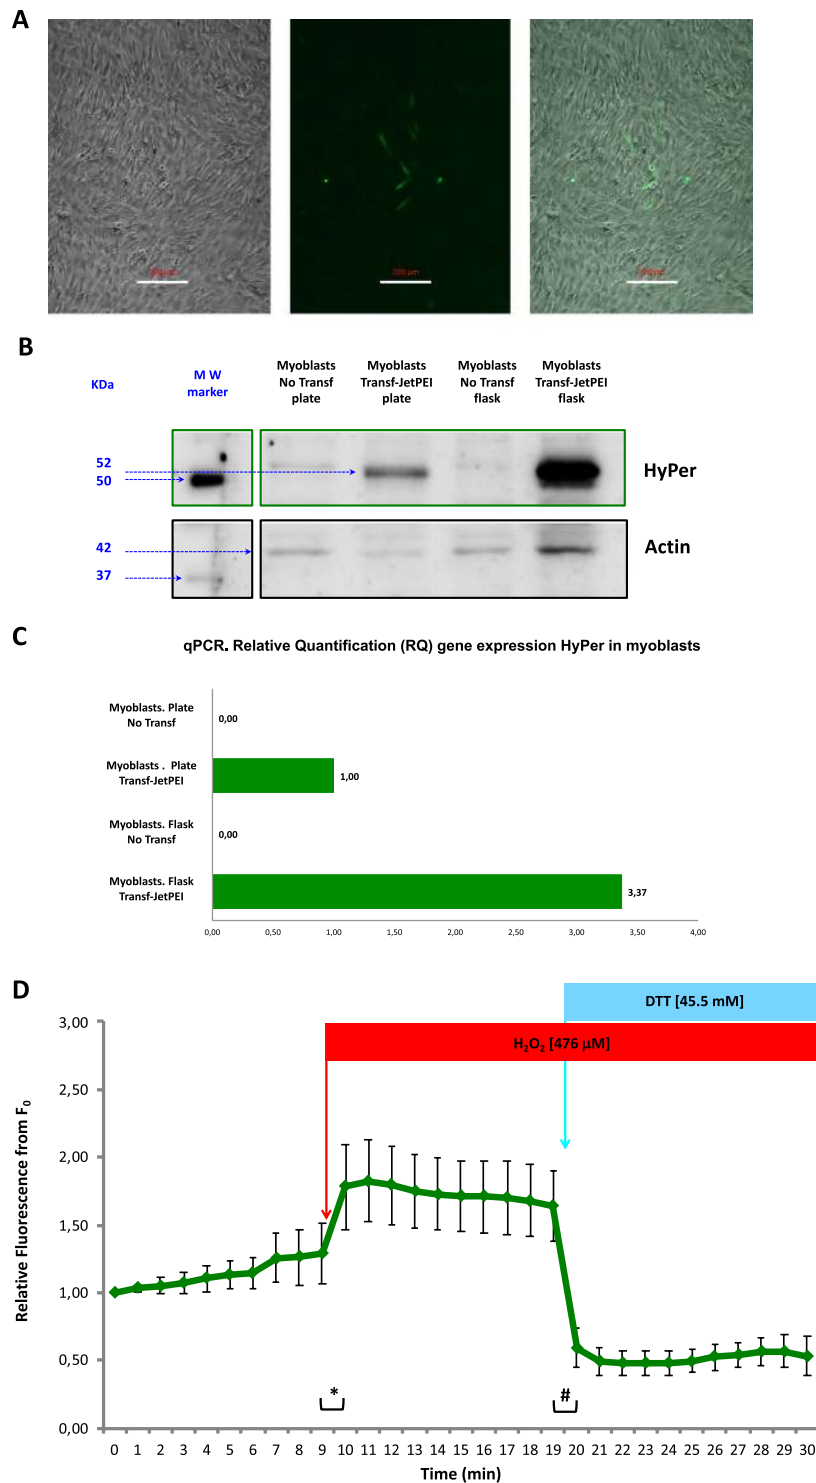 A
200 µm
B
KDa
M W
marker
Myoblasts
No Transf
plate
Myoblasts
Transf-JetPEI
plate
Myoblasts
No Transf
flask
Myoblasts
Transf-JetPEI
flask
52
50
HyPer
42
37
Actin
C
qPCR. Relative Quantification (RQ) gene expression HyPer in myoblasts
Myoblasts. Plate
No Transf
0,00
Myoblasts . Plate
Transf-JetPEI
1,00
Myoblasts. Flask
No Transf
0,00
Myoblasts. Flask
Transf-JetPEI
3,37
0,00 0,50 1,00 1,50 2,00 2,50 3,00 3,50 4,00
D
DTT [45.5 mM]
H₂O₂ [476 µM]
Relative Fluorescence from F₀
3,00
2,50
2,00
1,50
1,00
0,50
0,00
* #
0 1 2 3 4 5 6 7 8 9 10 11 12 13 14 15 16 17 18 19 20 21 22 23 24 25 26 27 28 29 30
Time (min)